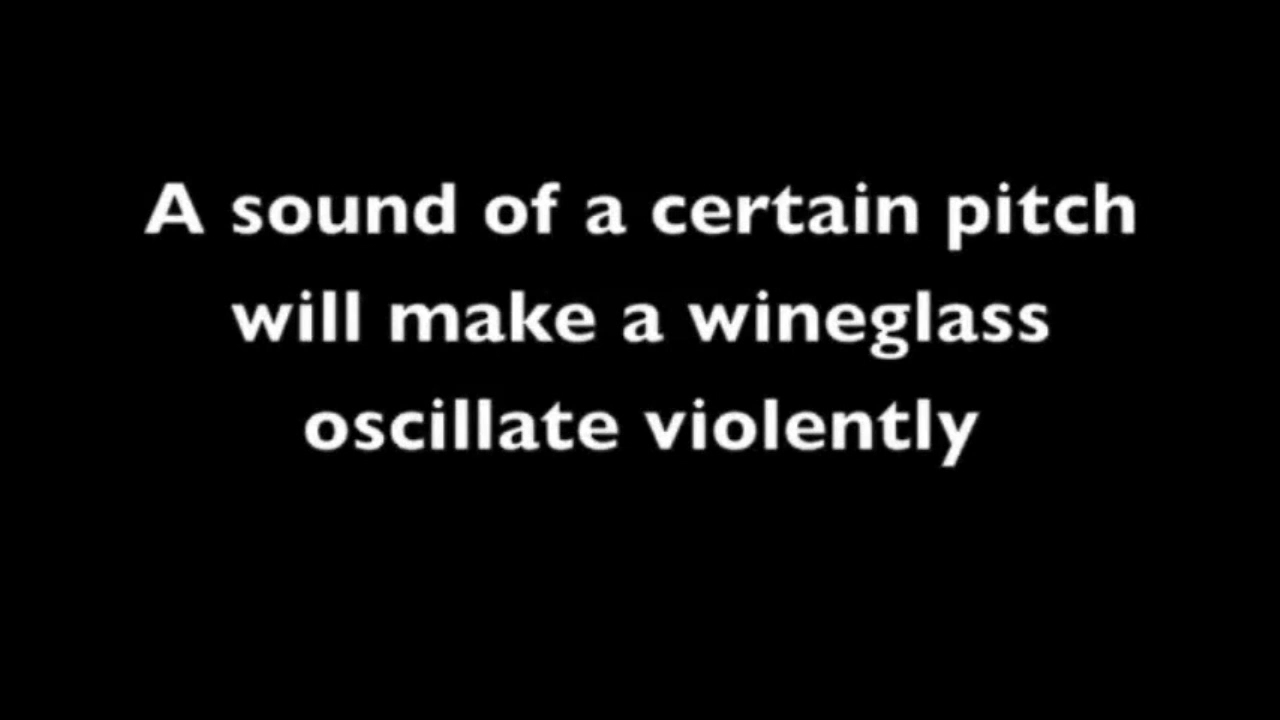 A sound of a certain pitch
will make a wineglass
oscillate violently